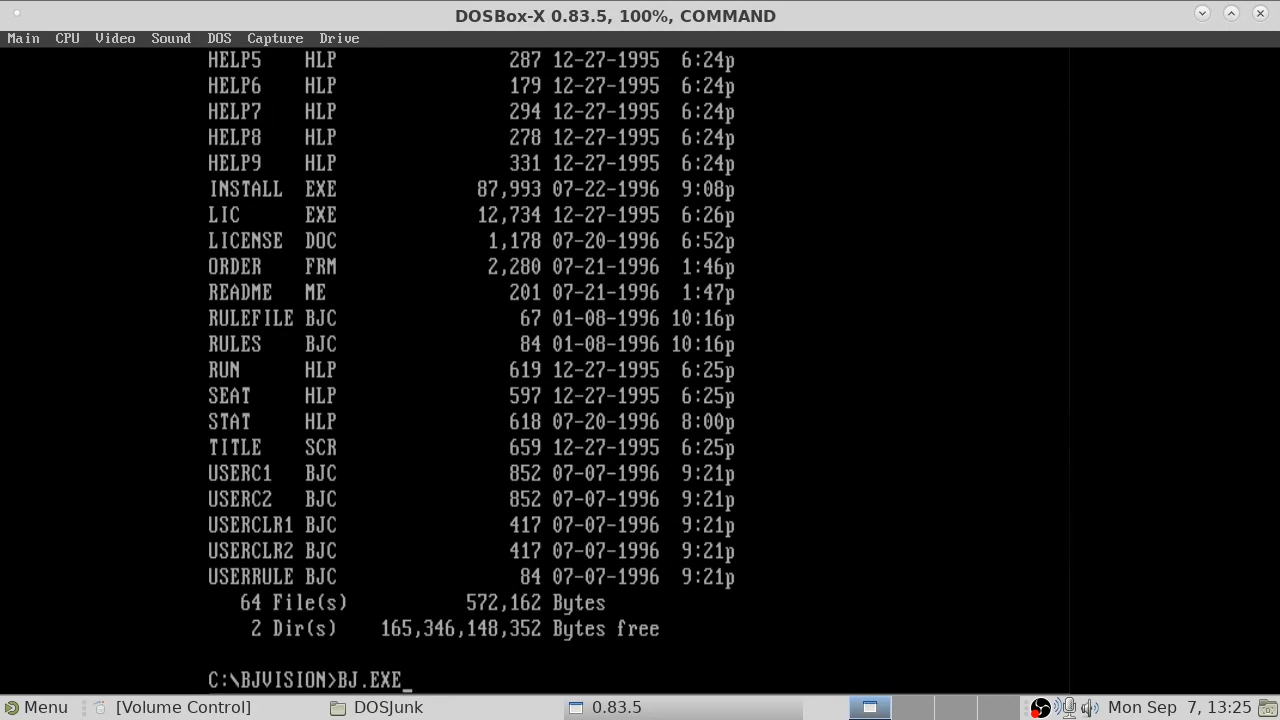 DOSBox-X 0.83.5, 100%, COMMAND
Main CPU Video Sound DOS Capture Drive
HELP5 HLP 287 12-27-1995 6:24p
HELP6 HLP 179 12-27-1995 6:24p
HELP7 HLP 294 12-27-1995 6:24p
HELP8 HLP 278 12-27-1995 6:24p
HELP9 HLP 331 12-27-1995 6:24p
INSTALL EXE 87,993 07-22-1996 9:08p
LIC EXE 12,734 12-27-1995 6:26p
LICENSE DOC 1,178 07-20-1996 6:52p
ORDER FRM 2,280 07-21-1996 1:46p
README ME 201 07-21-1996 1:47p
RULEFILE BJC 67 01-08-1996 10:16p
RULES BJC 84 01-08-1996 10:16p
RUN HLP 619 12-27-1995 6:25p
SEAT HLP 597 12-27-1995 6:25p
STAT HLP 618 07-20-1996 8:00p
TITLE SCR 659 12-27-1995 6:25p
USERC1 BJC 852 07-07-1996 9:21p
USERC2 BJC 852 07-07-1996 9:21p
USERCLR1 BJC 417 07-07-1996 9:21p
USERCLR2 BJC 417 07-07-1996 9:21p
USERRULE BJC 84 07-07-1996 9:21p
64 File(s) 572,162 Bytes
2 Dir(s) 165,346,148,352 Bytes free
C:\BJVISION>BJ.EXE_
Menu [Volume Control] DOSJunk 0.83.5 Mon Sep 7, 13:25